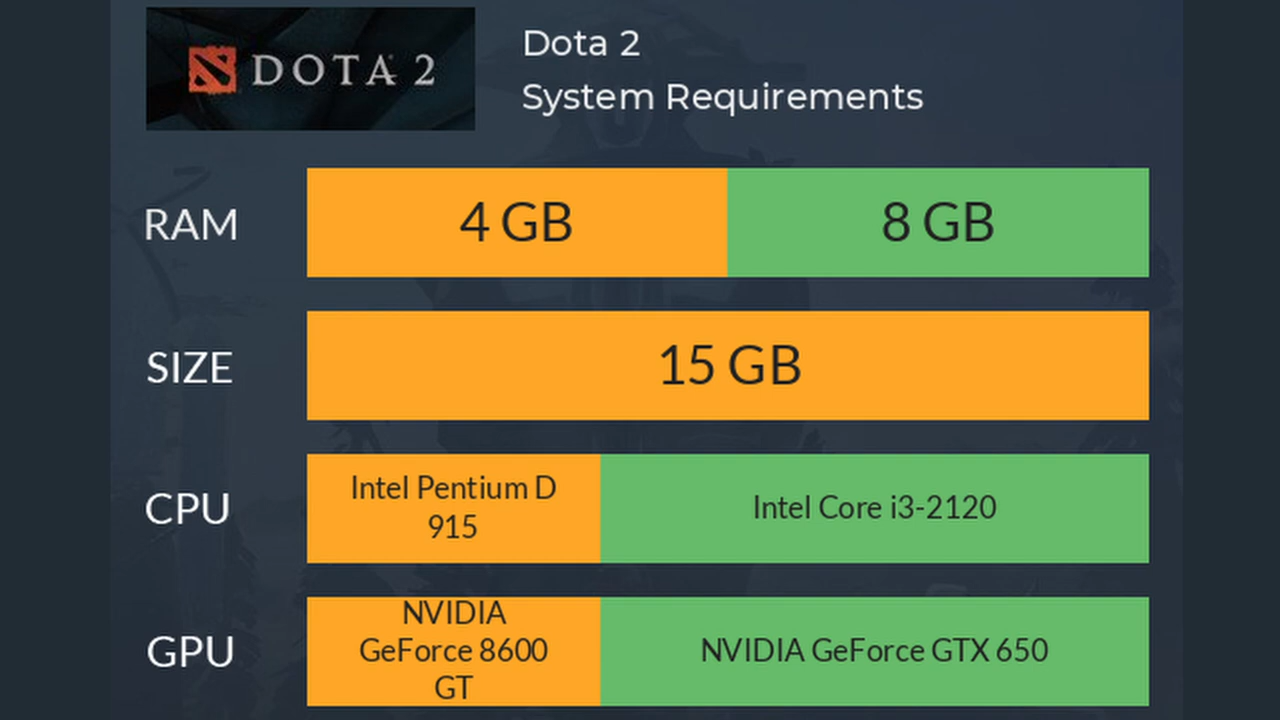 DOTA 2
Dota 2
System Requirements
RAM
4 GB
8 GB
SIZE
15 GB
CPU
Intel Pentium D
915
Intel Core i3-2120
GPU
NVIDIA
GeForce 8600
GT
NVIDIA GeForce GTX 650